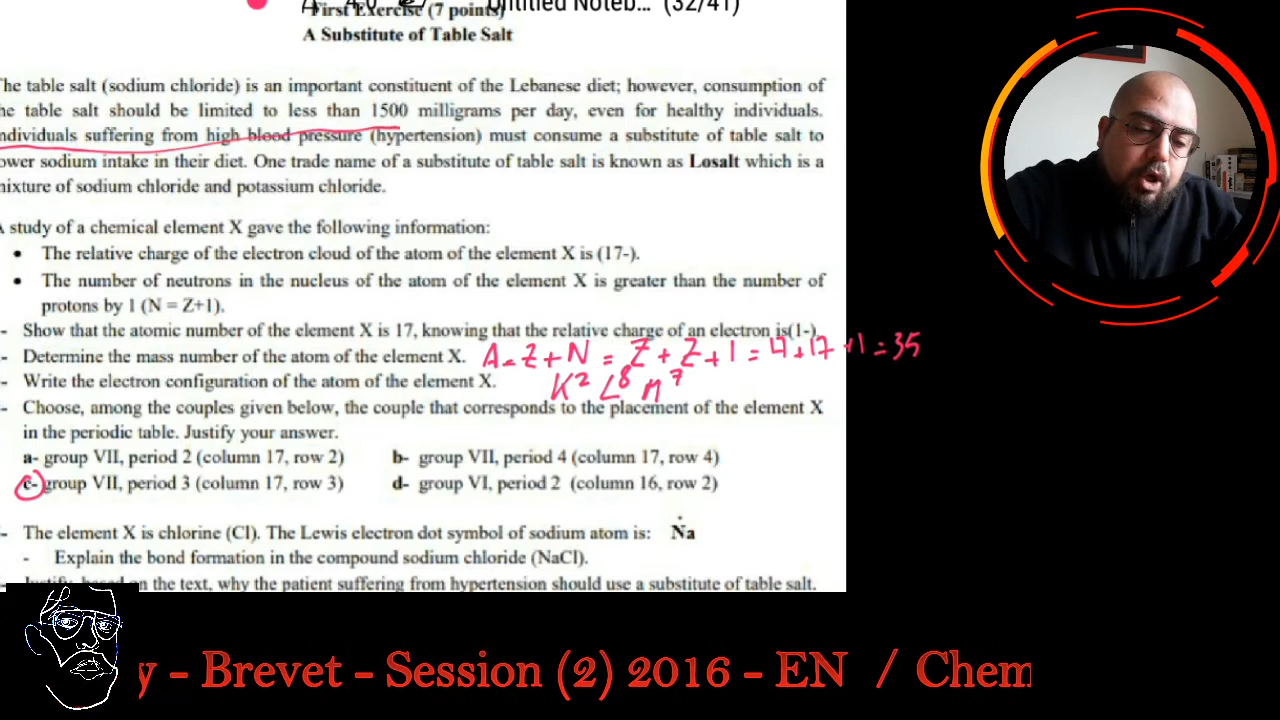 First Exercise (7 points)
Untitled Noteb... (32/41)
A Substitute of Table Salt
he table salt (sodium chloride) is an important constituent of the Lebanese diet; however, consumption of
he table salt should be limited to less than 1500 milligrams per day, even for healthy individuals.
ndividuals suffering from high blood pressure (hypertension) must consume a substitute of table salt to
ower sodium intake in their diet. One trade name of a substitute of table salt is known as Losalt which is a
mixture of sodium chloride and potassium chloride.
A study of a chemical element X gave the following information:
• The relative charge of the electron cloud of the atom of the element X is (17-).
• The number of neutrons in the nucleus of the atom of the element X is greater than the number of
protons by 1 (N = Z+1).
- Show that the atomic number of the element X is 17, knowing that the relative charge of an electron is(1-)
- Determine the mass number of the atom of the element X. A = Z + N = Z + Z + 1 = 17 + 17 + 1 = 35
- Write the electron configuration of the atom of the element X. K² L⁸ M⁷
- Choose, among the couples given below, the couple that corresponds to the placement of the element X
in the periodic table. Justify your answer.
a- group VII, period 2 (column 17, row 2) b- group VII, period 4 (column 17, row 4)
c- group VII, period 3 (column 17, row 3) d- group VI, period 2 (column 16, row 2)
- The element X is chlorine (Cl). The Lewis electron dot symbol of sodium atom is: Ṅa
- Explain the bond formation in the compound sodium chloride (NaCl).
Justify, based on the text, why the patient suffering from hypertension should use a substitute of table salt.
y - Brevet - Session (2) 2016 - EN / Chem